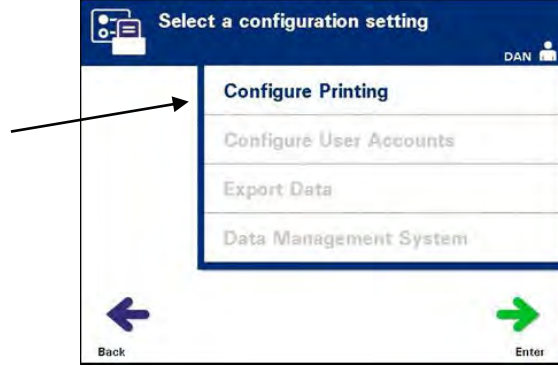 Select a configuration setting
DAN
Configure Printing
Configure User Accounts
Export Data
Data Management System
Back
Enter